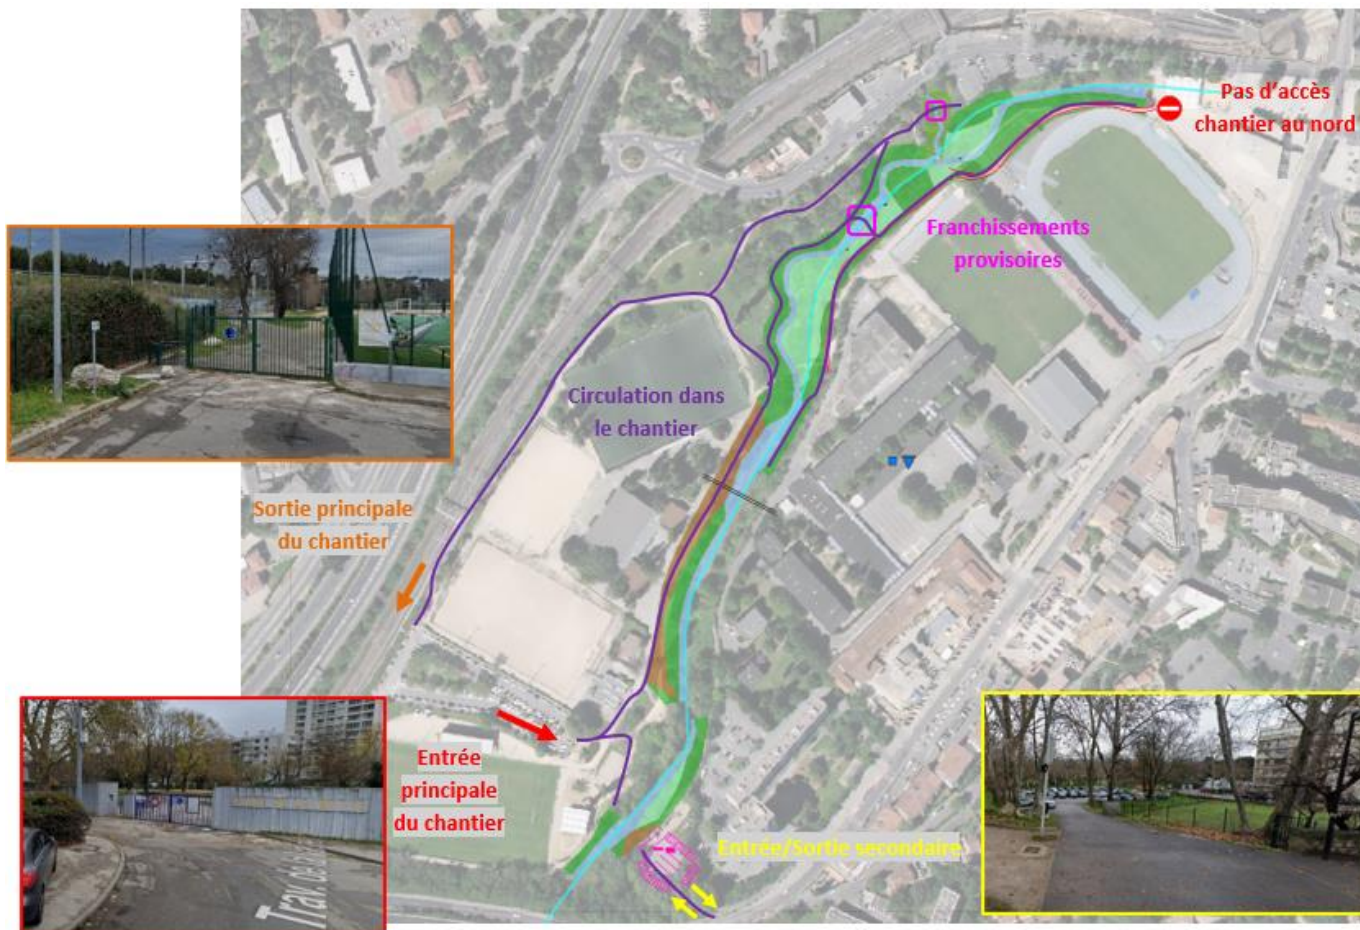 Pas d'accès
chantier au nord
Franchissements
provisoires
Circulation dans
le chantier
Sortie principale
du chantier
Entrée
principale
du chantier
Entrée/Sortie secondaire